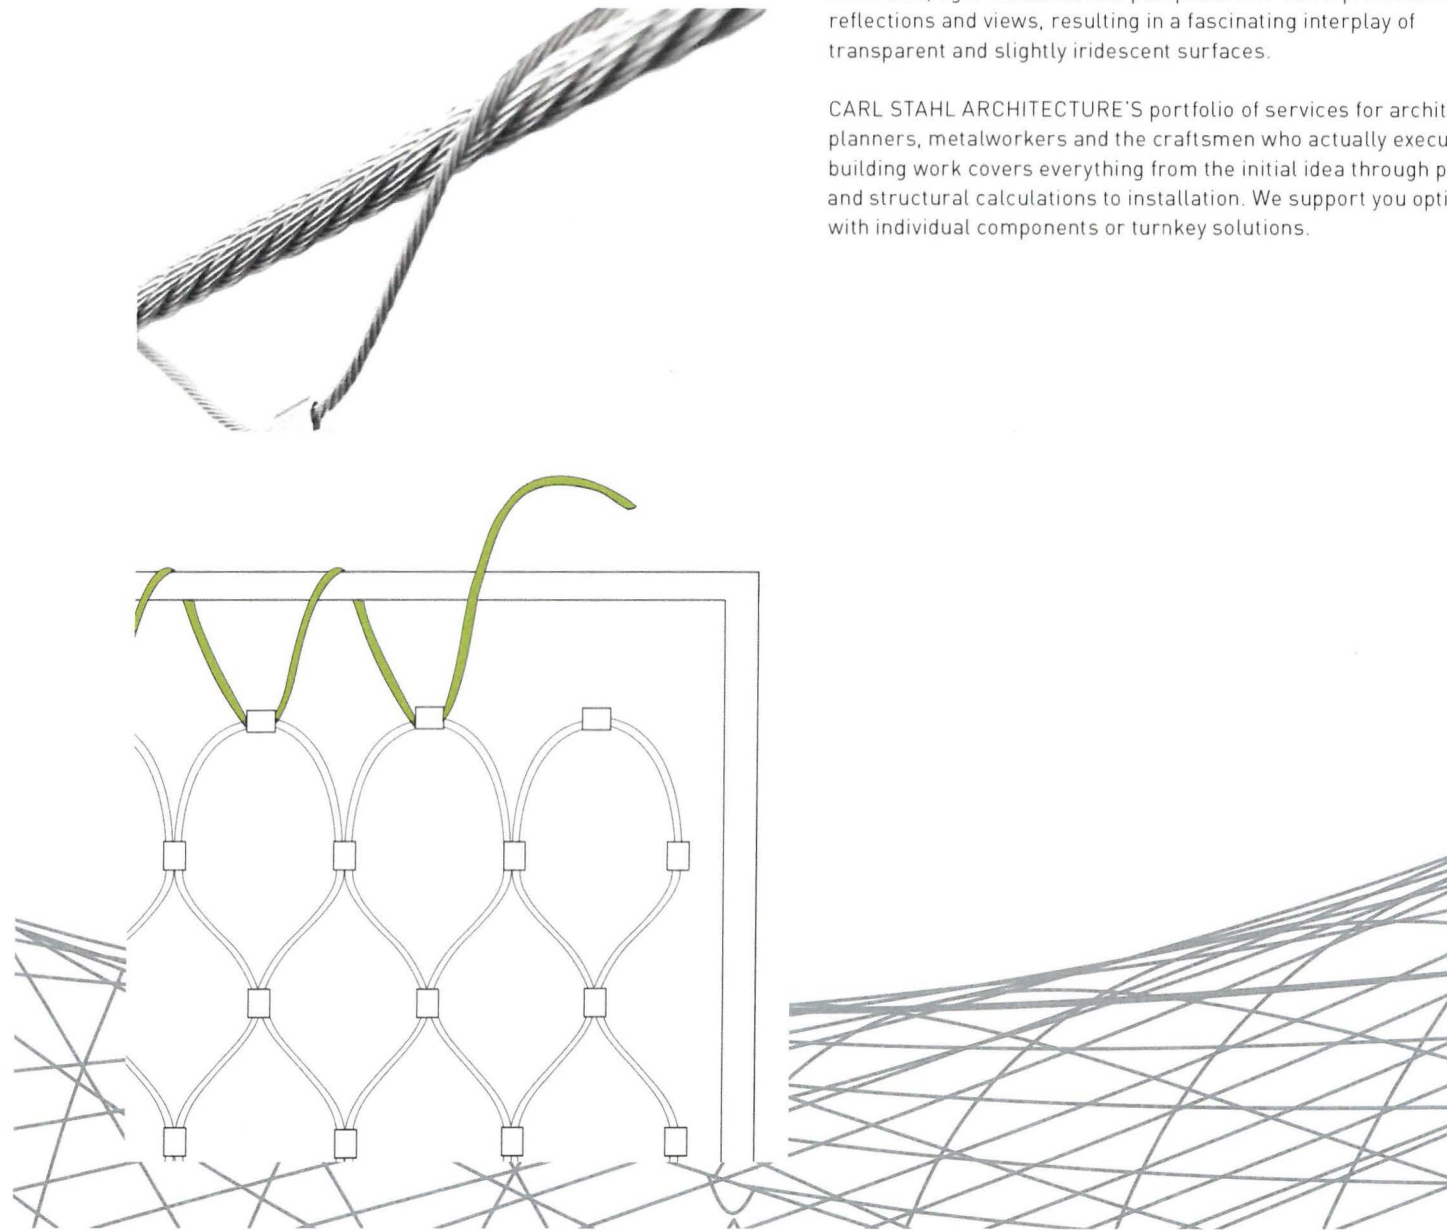 reflections and views, resulting in a fascinating interplay of
transparent and slightly iridescent surfaces.
CARL STAHL ARCHITECTURE'S portfolio of services for
planners, metalworkers and the craftsmen who actually
building work covers everything from the initial idea through
and structural calculations to installation. We support you
with individual components or turnkey solutions.